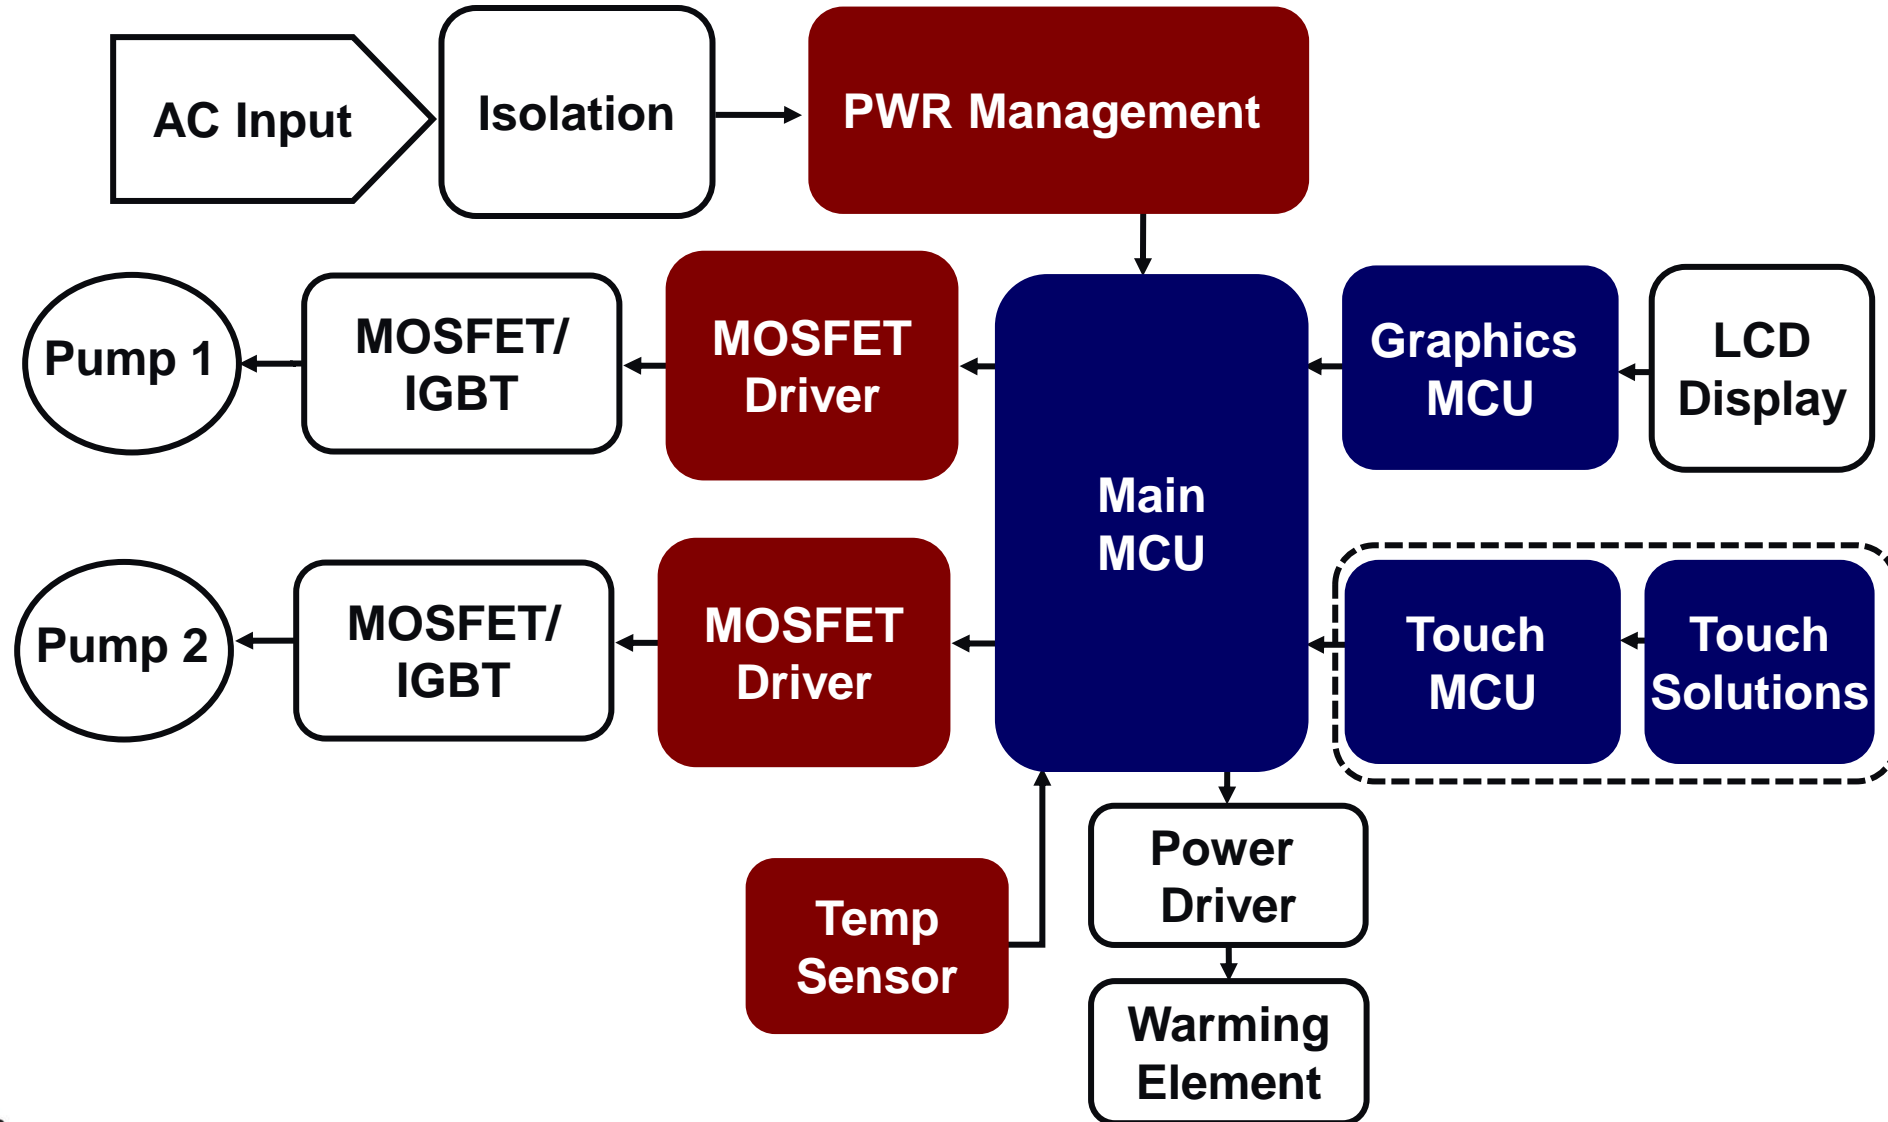 AC Input
Isolation
PWR Management
Pump 1
MOSFET/
IGBT
MOSFET
Driver
Main
MCU
Graphics
MCU
LCD
Display
Pump 2
MOSFET/
IGBT
MOSFET
Driver
Touch
MCU
Touch
Solutions
Temp
Sensor
Power
Driver
Warming
Element